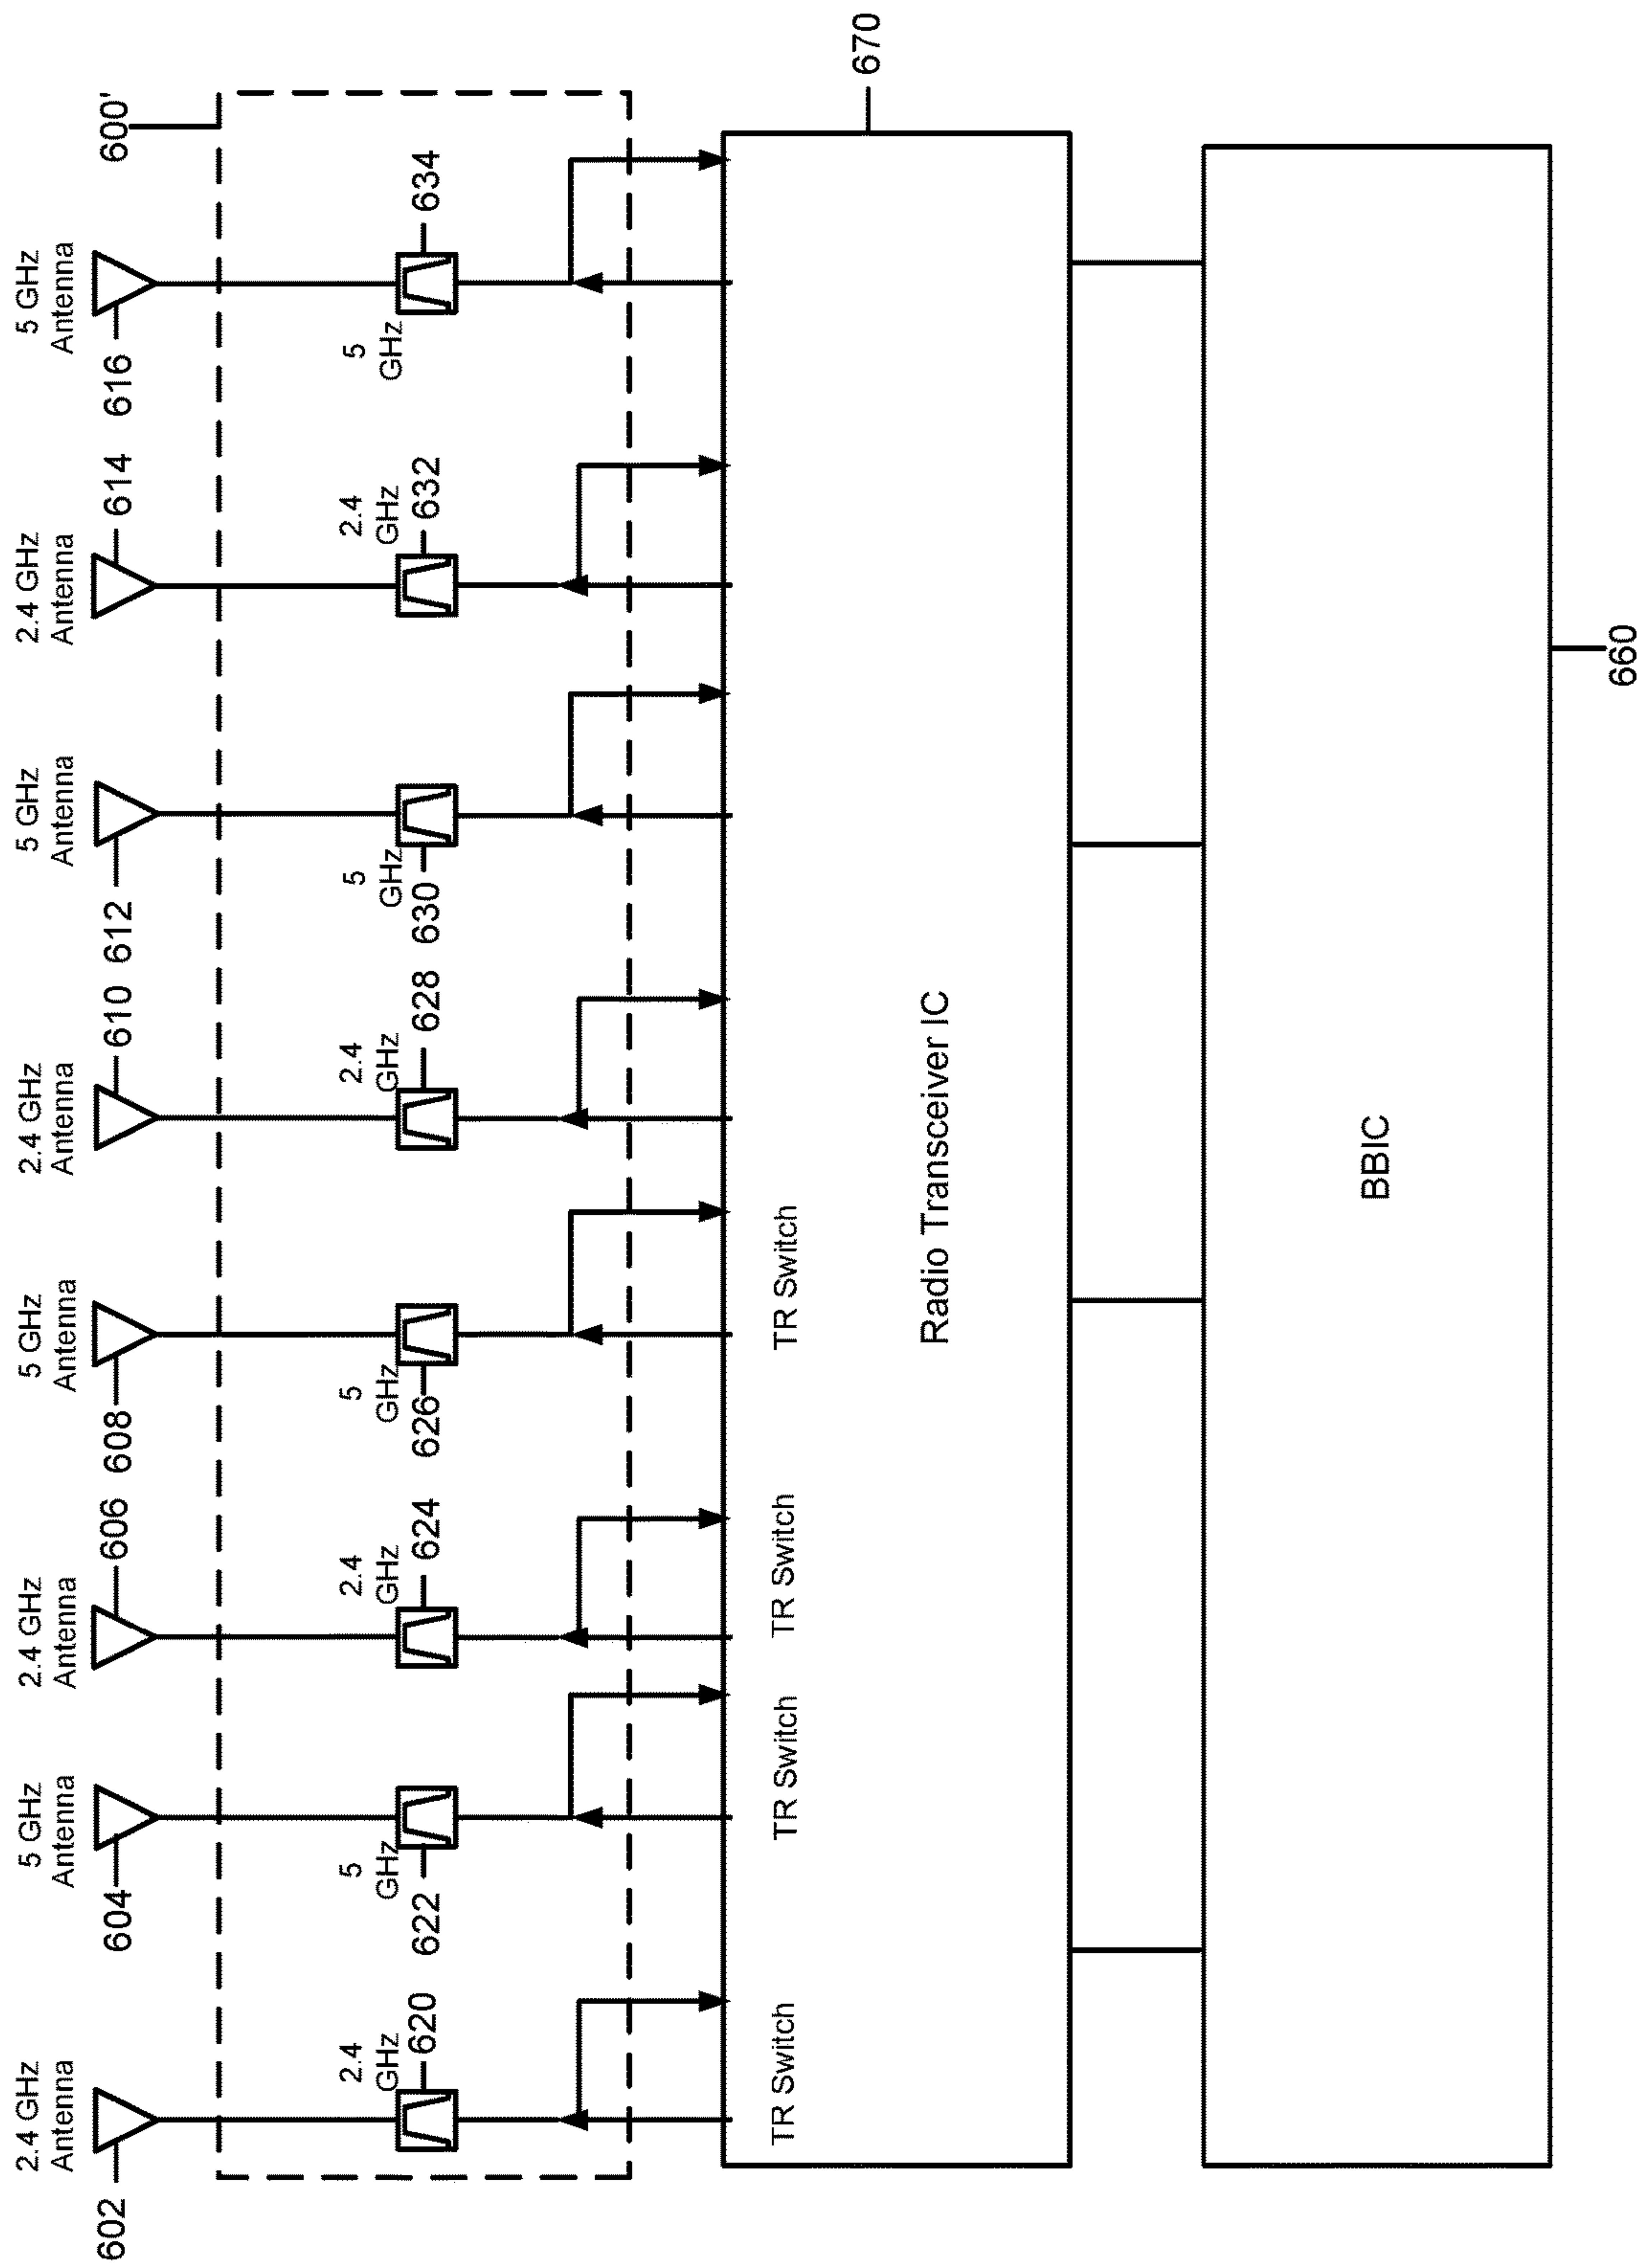 2.4 GHz
Antenna
602
5 GHz
Antenna
604
2.4 GHz
Antenna
606
5 GHz
Antenna
608
2.4 GHz
Antenna
610
5 GHz
Antenna
612
2.4 GHz
Antenna
614
5 GHz
Antenna
616
600'
2.4
GHz
620
5
GHz
622
2.4
GHz
624
5
GHz
626
2.4
GHz
628
5
GHz
630
2.4
GHz
632
5
GHz
634
TR Switch
TR Switch
TR Switch
TR Switch
Radio Transceiver IC
670
BBIC
660